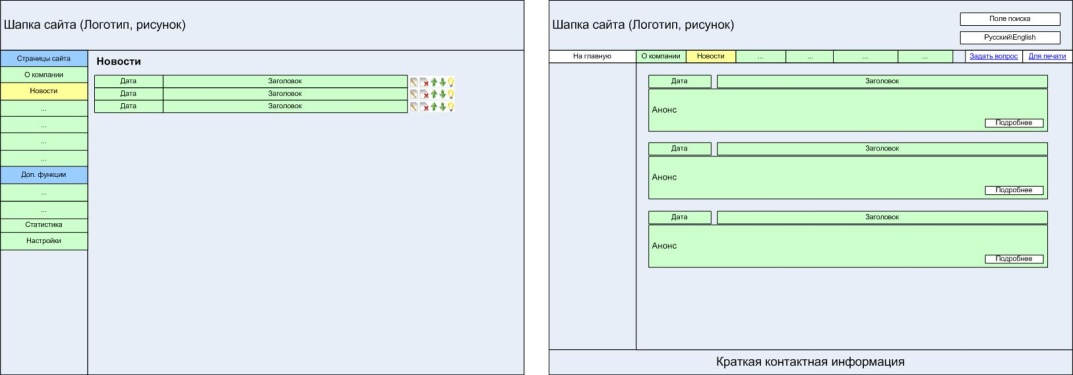 Шапка сайта (Логотип, рисунок)
Страницы сайта
О компании
Новости
...
...
...
...
Доп. функции
...
...
Статистика
Настройки
Новости
Дата Заголовок
Дата Заголовок
Дата Заголовок
Шапка сайта (Логотип, рисунок)
Поле поиска
Русский\English
На главную О компании Новости ... ... ... ... Задать вопрос Для печати
Дата Заголовок
Анонс
Подробнее
Дата Заголовок
Анонс
Подробнее
Дата Заголовок
Анонс
Подробнее
Краткая контактная информация